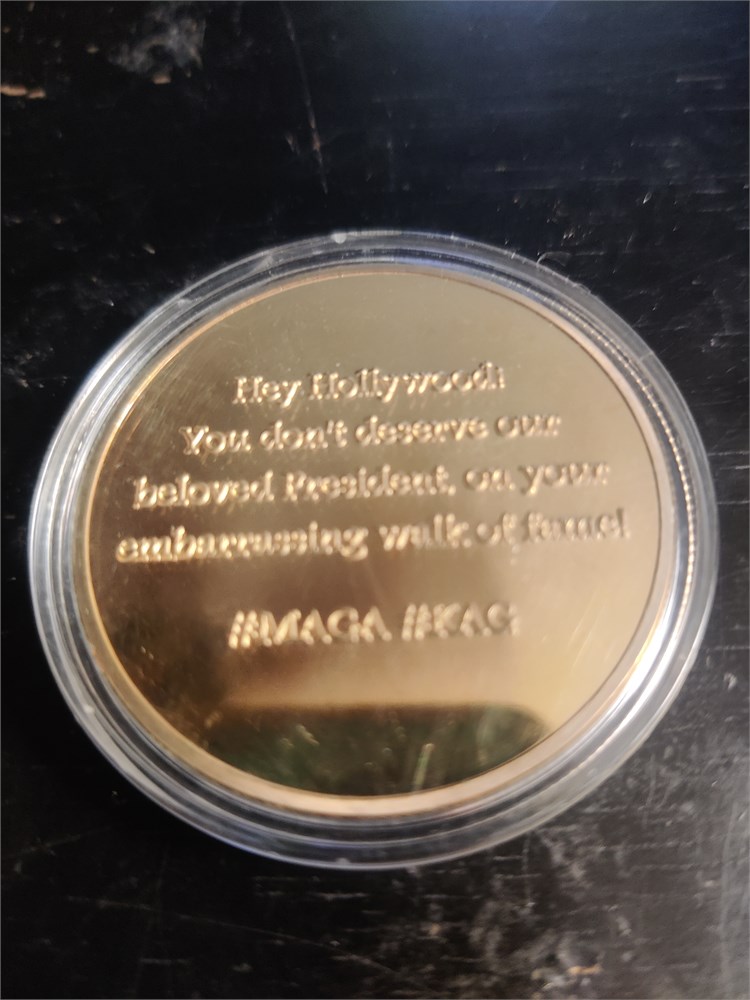 Hey Hollywood:
You don't deserve our
beloved President, on your
embarrassing walk of fame!
#MAGA #KAG